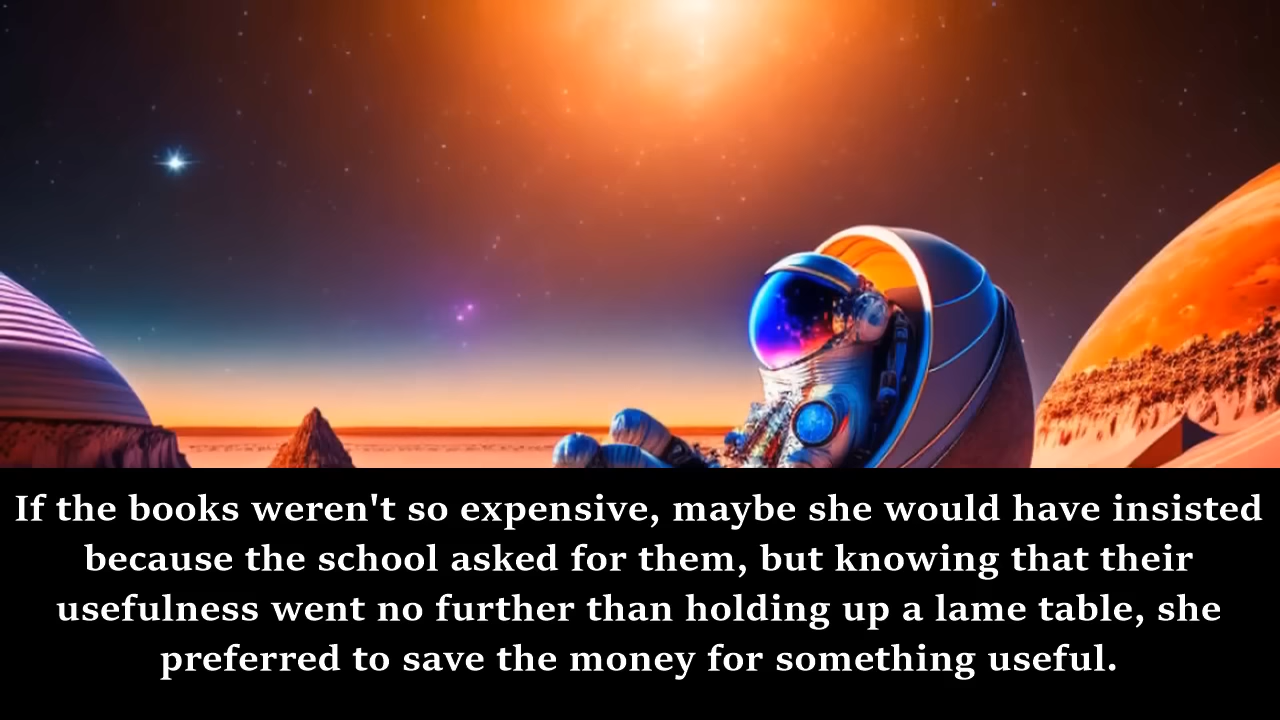 If the books weren't so expensive, maybe she would have insisted
because the school asked for them, but knowing that their
usefulness went no further than holding up a lame table, she
preferred to save the money for something useful.